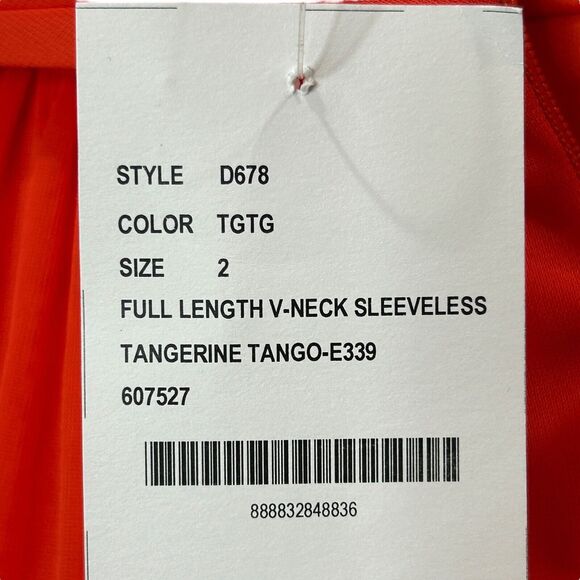 STYLE D678
COLOR TGTG
SIZE 2
FULL LENGTH V-NECK SLEEVELESS
TANGERINE TANGO-E339
607527
888832848836